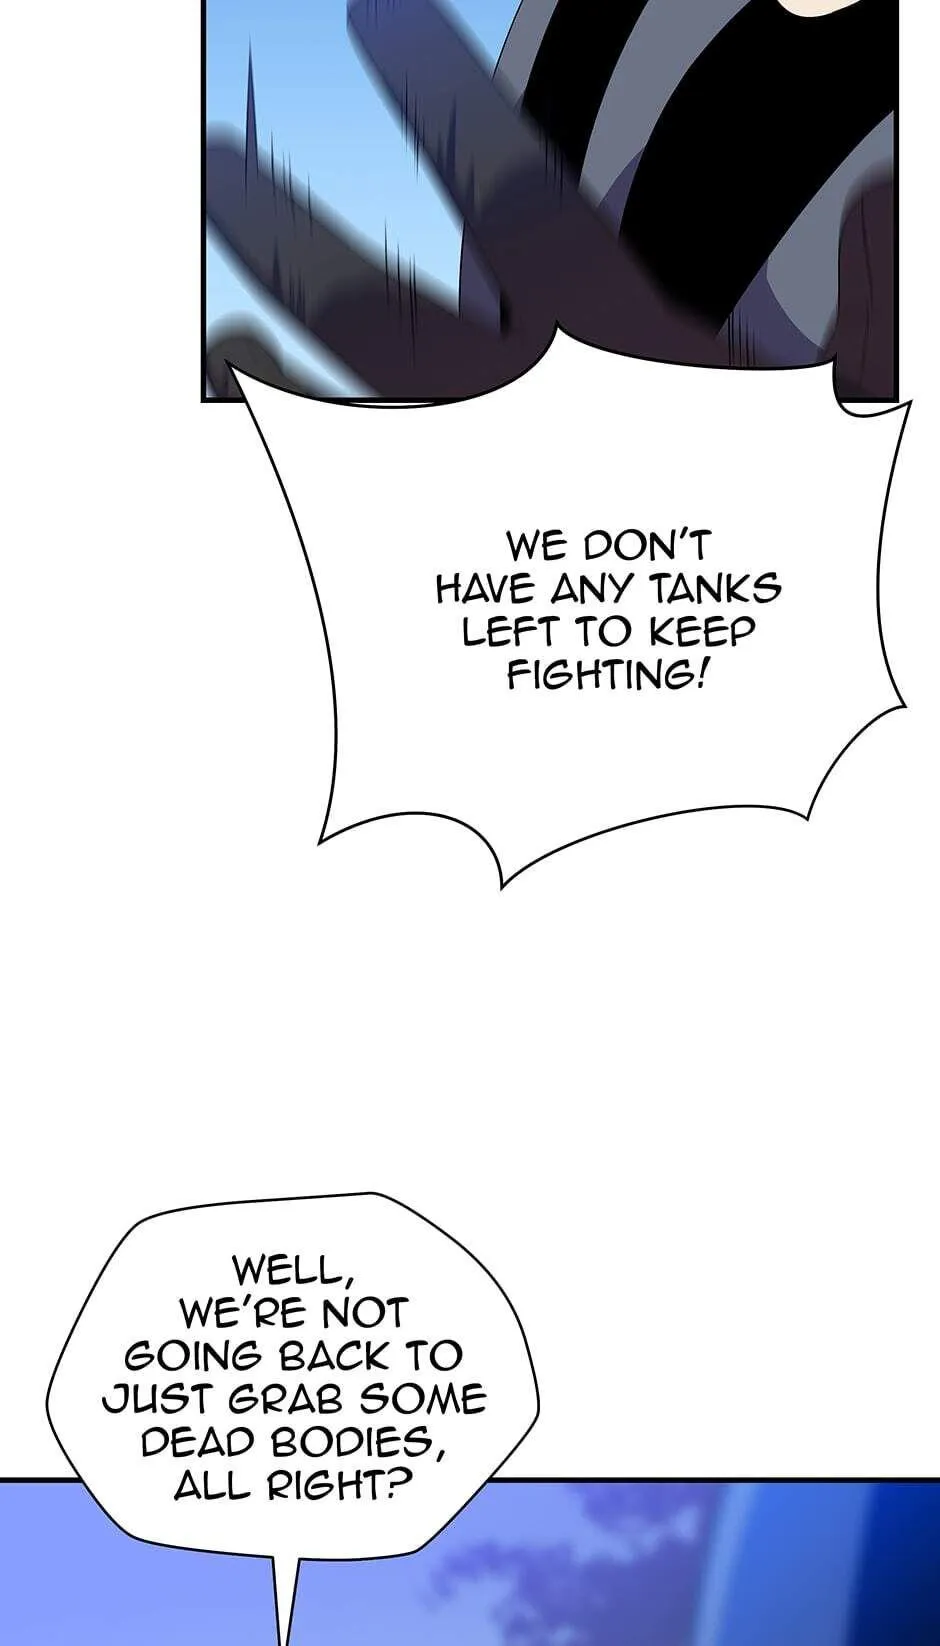 WE DON'T
HAVE ANY TANKS
LEFT TO KEEP
FIGHTING!
WELL,
WE'RE NOT
GOING BACK TO
JUST GRAB SOME
DEAD BODIES,
ALL RIGHT?